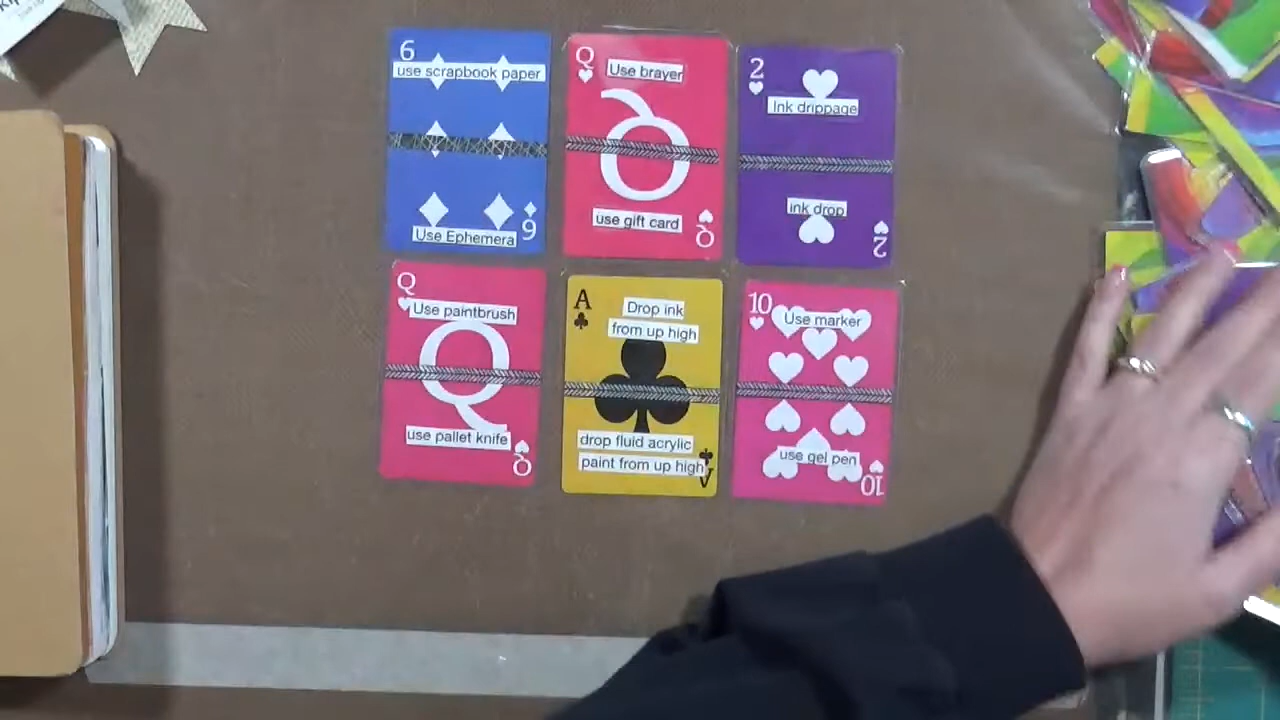 6
use scrapbook paper
Use Ephemera
6
Q
Use brayer
Q
use gift card
Q
2
Ink drippage
ink drop
2
Q
Use paintbrush
Q
use pallet knife
Q
A
Drop ink
from up high
drop fluid acrylic
paint from up high
A
10
Use marker
use gel pen
10